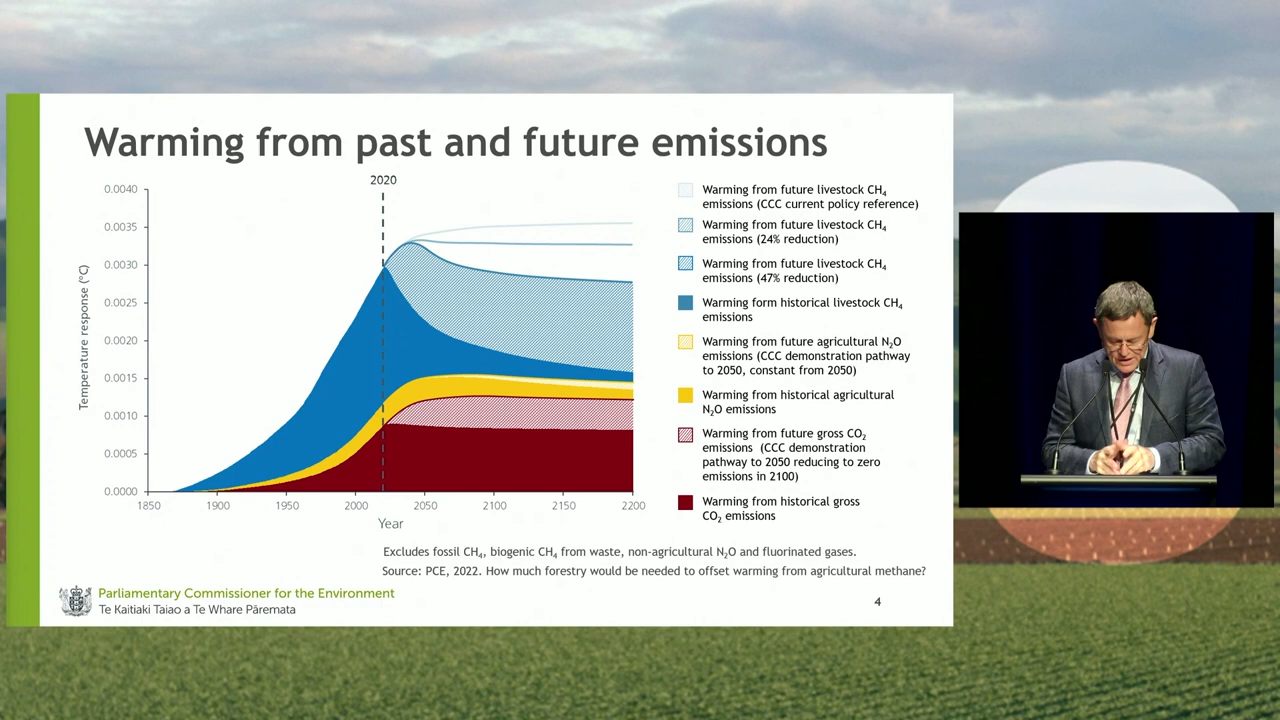 Warming from past and future emissions
2020
0.0040
0.0035
0.0030
0.0025
0.0020
0.0015
0.0010
0.0005
0.0000
Temperature response (°C)
1850 1900 1950 2000 2050 2100 2150 2200
Year
Warming from future livestock CH₄
emissions (CCC current policy reference)
Warming from future livestock CH₄
emissions (24% reduction)
Warming from future livestock CH₄
emissions (47% reduction)
Warming form historical livestock CH₄
emissions
Warming from future agricultural N₂O
emissions (CCC demonstration pathway
to 2050, constant from 2050)
Warming from historical agricultural
N₂O emissions
Warming from future gross CO₂
emissions (CCC demonstration
pathway to 2050 reducing to zero
emissions in 2100)
Warming from historical gross
CO₂ emissions
Excludes fossil CH₄, biogenic CH₄ from waste, non-agricultural N₂O and fluorinated gases.
Source: PCE, 2022. How much forestry would be needed to offset warming from agricultural methane?
Parliamentary Commissioner for the Environment
Te Kaitiaki Taiao a Te Whare Pāremata
4